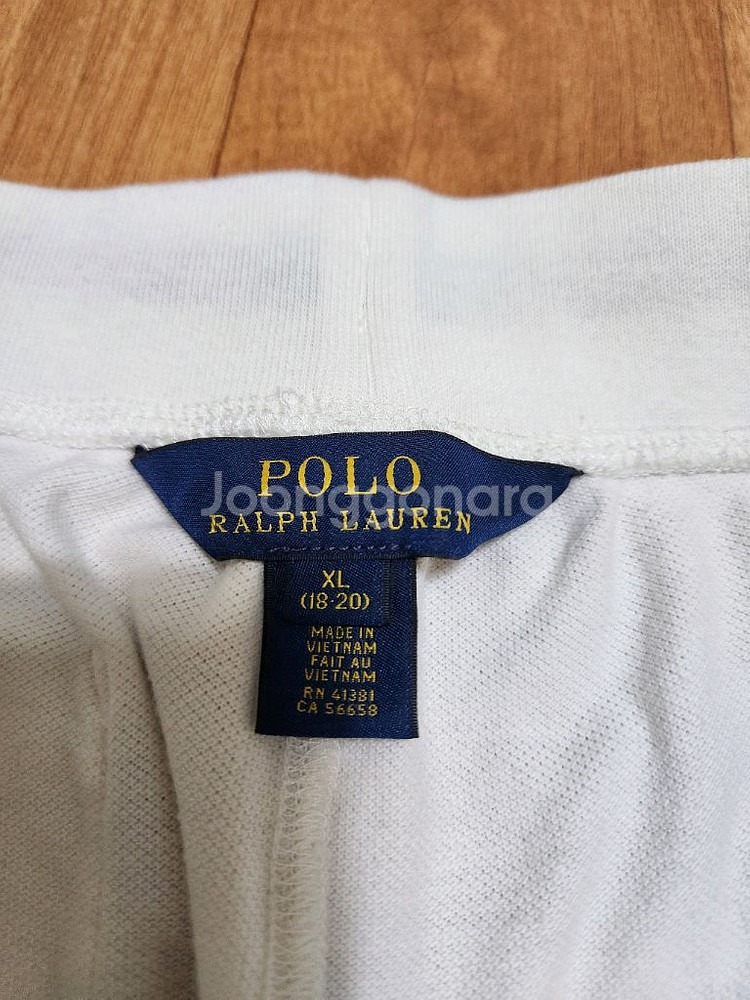 POLO
Joonggonara
RALPH LAUREN
XL
(18-20)
MADE IN
VIETNAM
FAIT AU
VIETNAM
RN 41381
CA 56658